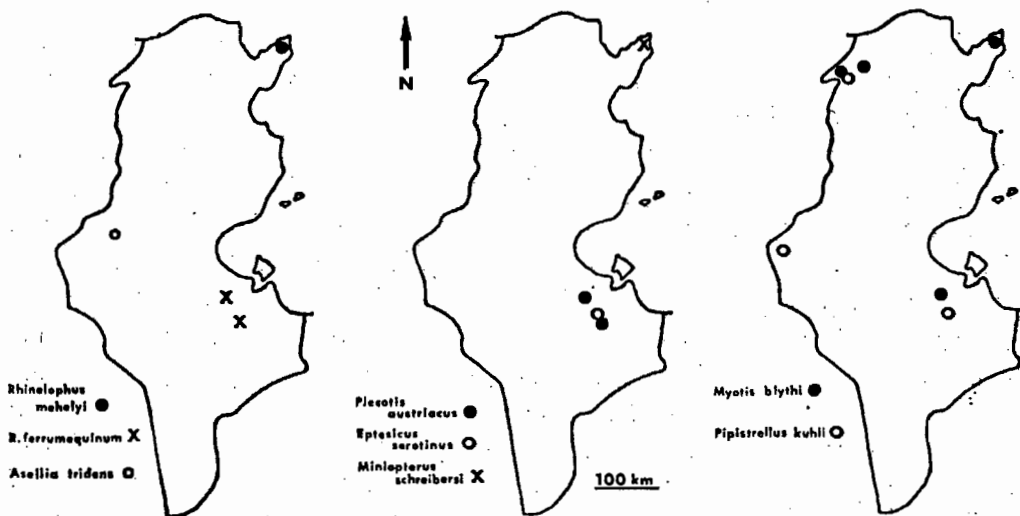 N
Rhinolophus
mehelyi
R. ferrumequinum X
Asellia tridens
Plecotis
austriacus
Eptesicus
serotinus
Miniopterus
schreibersi X
100 km
Myotis blythi
Pipistrellus kuhli